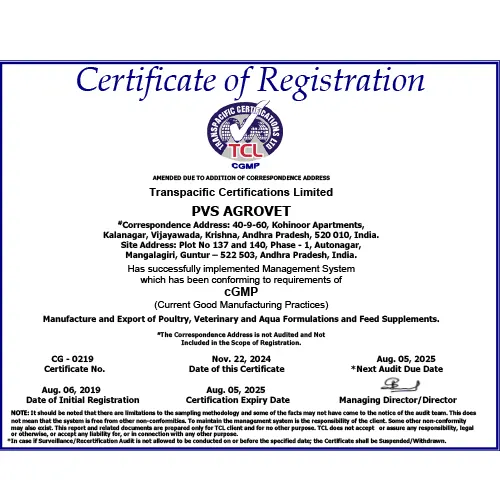 Certificate of Registration
TRANSPACIFIC CERTIFICATIONS LTD
TCL
CGMP
AMENDED DUE TO ADDITION OF CORRESPONDENCE ADDRESS
Transpacific Certifications Limited
PVS AGROVET
#Correspondence Address: 40-9-60, Kohinoor Apartments,
Kalanagar, Vijayawada, Krishna, Andhra Pradesh, 520 010, India.
Site Address: Plot No 137 and 140, Phase - 1, Autonagar,
Mangalagiri, Guntur – 522 503, Andhra Pradesh, India.
Has successfully implemented Management System
which has been conforming to requirements of
cGMP
(Current Good Manufacturing Practices)
Manufacture and Export of Poultry, Veterinary and Aqua Formulations and Feed Supplements.
#The Correspondence Address is not Audited and Not
Included in the Scope of Registration.
CG - 0219 Nov. 22, 2024 Aug. 05, 2025
Certificate No. Date of this Certificate *Next Audit Due Date
Aug. 06, 2019 Aug. 05, 2025
Date of Initial Registration Certification Expiry Date Managing Director/Director
NOTE: It should be noted that there are limitations to the sampling methodology and some of the facts may not have come to the notice of the audit team. This does
not mean that the system is free from other non-conformities. To maintain the management system is the responsibility of the client. Some other non-conformity
may also exist. This report and related documents are prepared only for TCL client and for no other purpose. TCL does not accept or assure any responsibility, legal
or otherwise, or accept any liability for, or in connection with any other purpose.
*In case if Surveillance/Recertification Audit is not allowed to be conducted on or before the specified date; the Certificate shall be Suspended/Withdrawn.